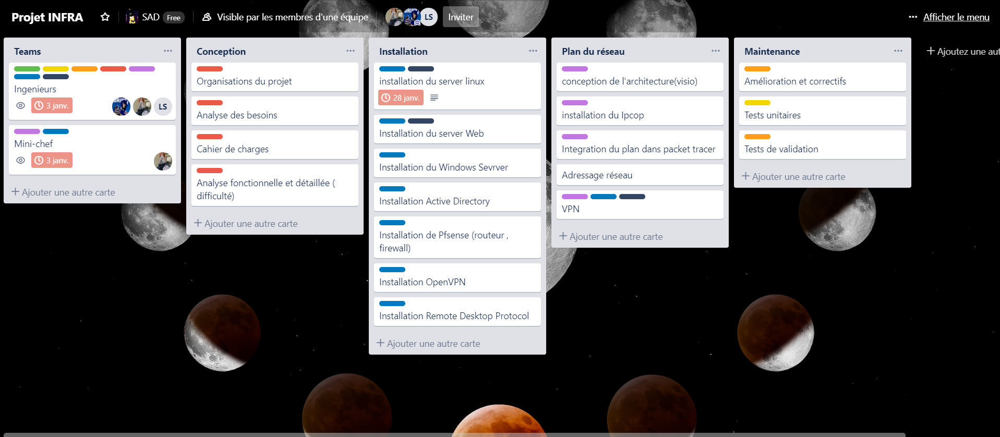 Projet INFRA
SAD Free
Visible par les membres d'une équipe
LS
Inviter
Afficher le menu
Teams
Ingenieurs
3 janv.
LS
Mini-chef
3 janv.
Ajouter une autre carte
Conception
Organisations du projet
Analyse des besoins
Cahier de charges
Analyse fonctionnelle et détaillée (
difficulté)
Ajouter une autre carte
Installation
installation du server linux
28 janv.
Installation du server Web
Installation du Windows Sevrver
Installation Active Directory
Installation de Pfsense (routeur ,
firewall)
Installation OpenVPN
Installation Remote Desktop Protocol
Ajouter une autre carte
Plan du réseau
conception de l'architecture(visio)
installation du Ipcop
Integration du plan dans packet tracer
Adressage réseau
VPN
Ajouter une autre carte
Maintenance
Amélioration et correctifs
Tests unitaires
Tests de validation
Ajouter une autre carte
Ajoutez une aut